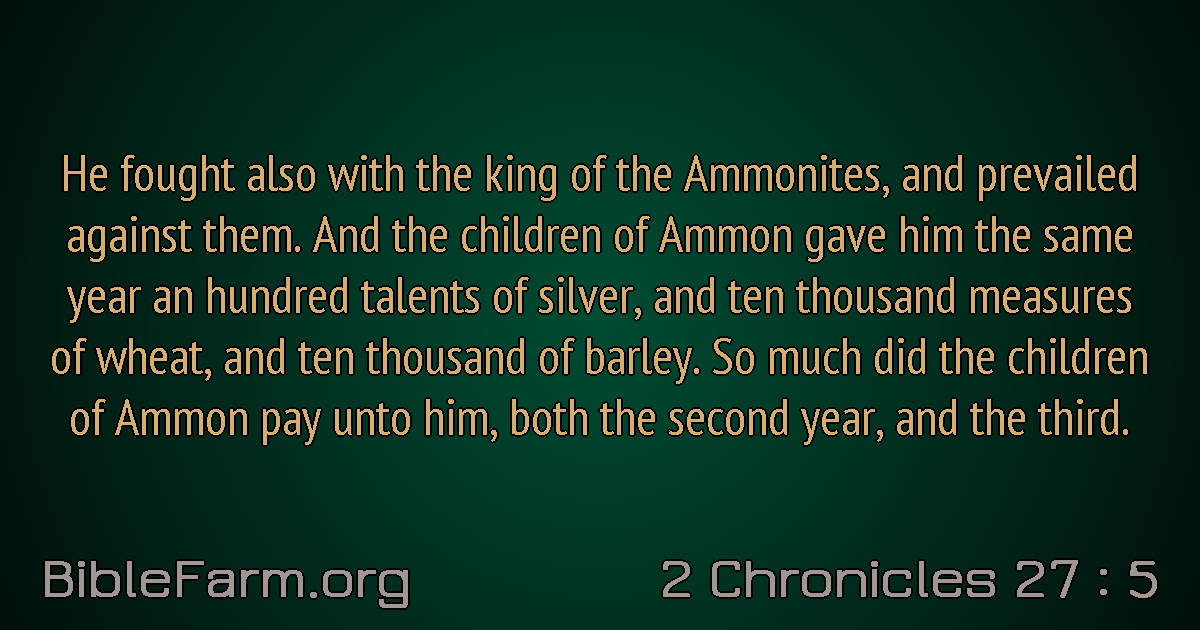 He fought also with the king of the Ammonites, and prevailed
against them. And the children of Ammon gave him the same
year an hundred talents of silver, and ten thousand measures
of wheat, and ten thousand of barley. So much did the children
of Ammon pay unto him, both the second year, and the third.
BibleFarm.org
2 Chronicles 27 : 5